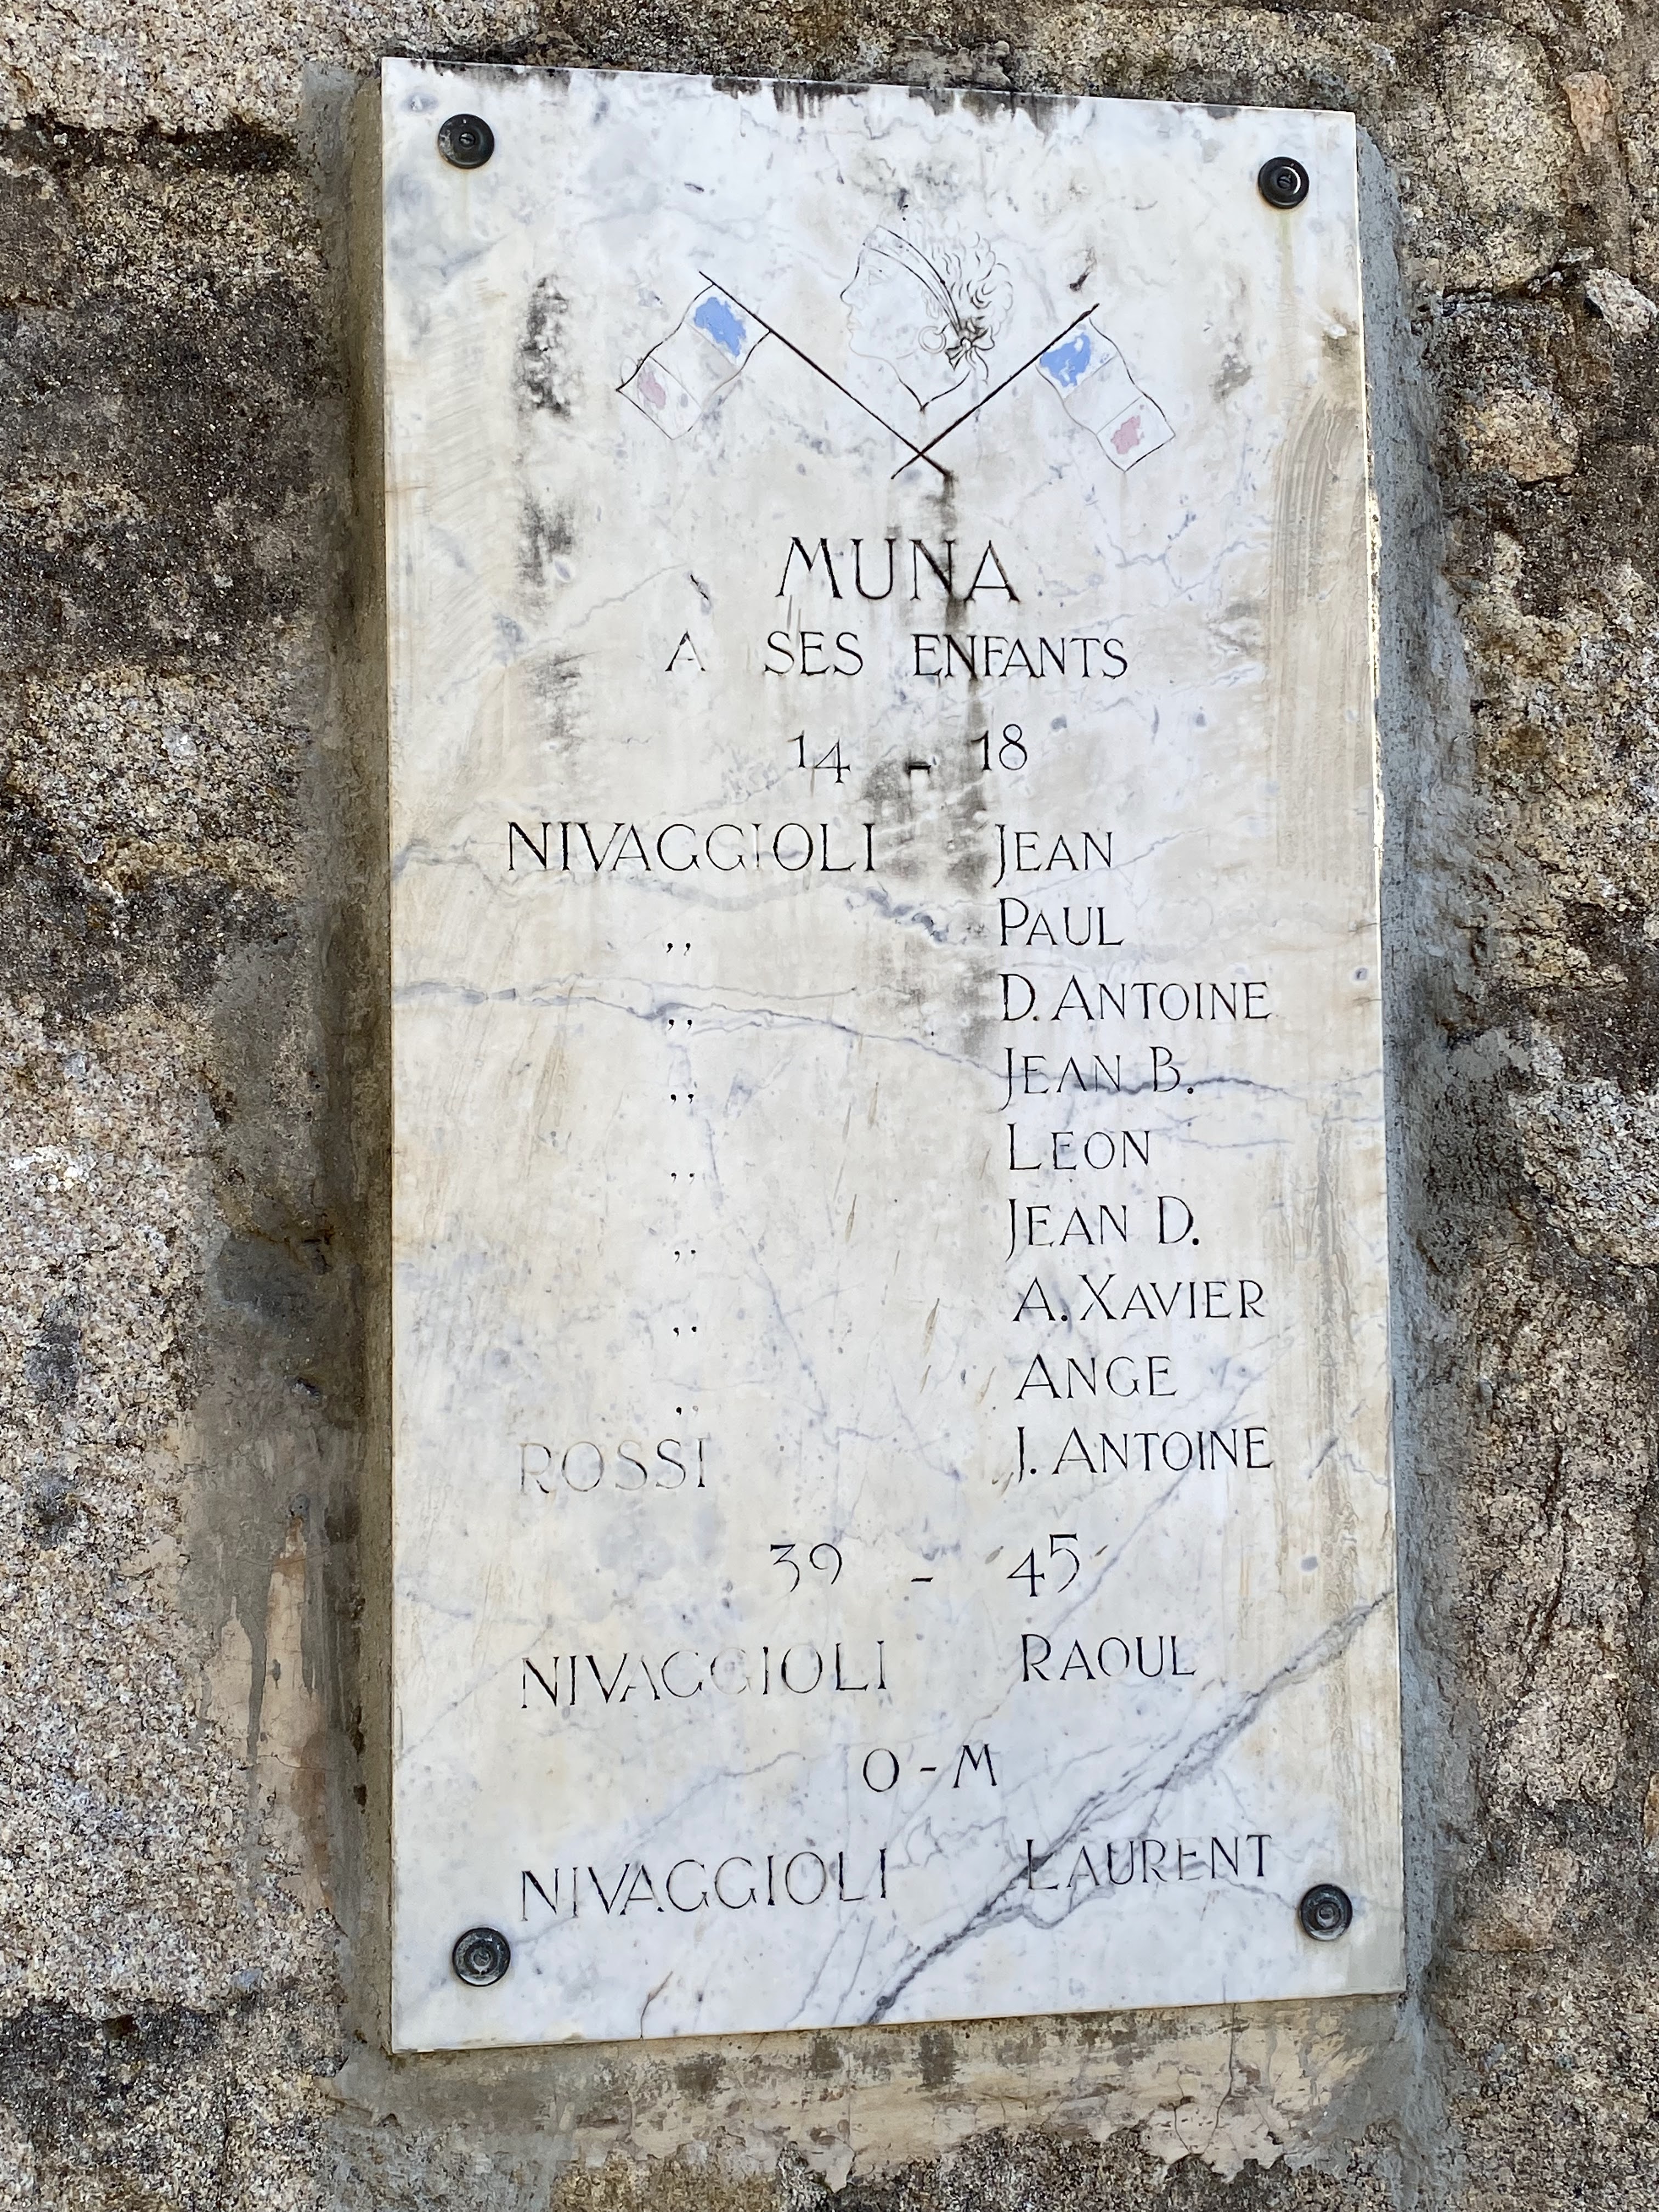 MUNA
A SES ENFANTS
14 - 18
NIVAGGIOLI JEAN
,, PAUL
,, D. ANTOINE
,, JEAN B.
,, LEON
,, JEAN D.
,, A. XAVIER
,, ANGE
ROSSI J. ANTOINE
39 - 45
NIVAGGIOLI RAOUL
O - M
NIVAGGIOLI LAURENT